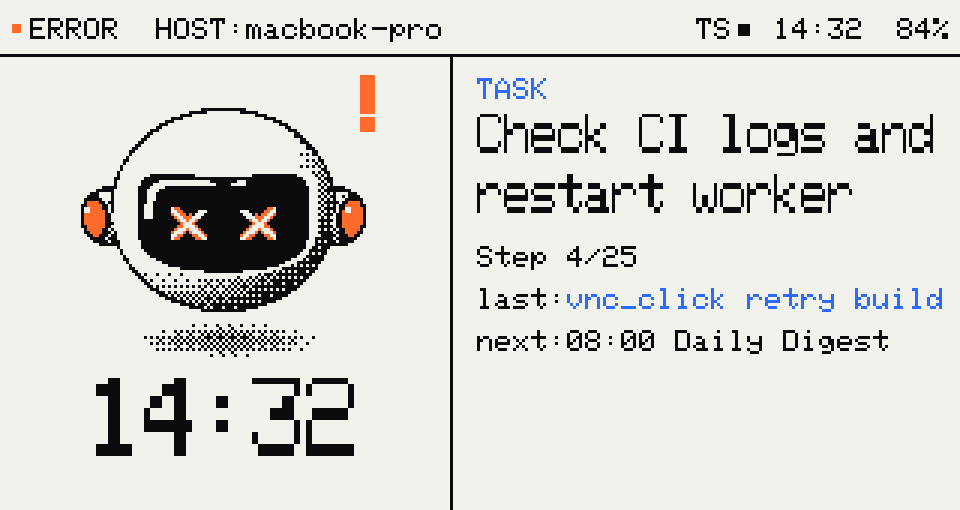 ERROR HOST:macbook-pro TS 14:32 84%
!
14:32
TASK
Check CI logs and
restart worker
Step 4/25
last:vnc_click retry build
next:08:00 Daily Digest